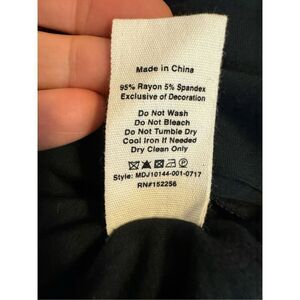 Made in China
95% Rayon 5% Spandex
Exclusive of Decoration
Do Not Wash
Do Not Bleach
Do Not Tumble Dry
Cool Iron If Needed
Dry Clean Only
Style: MDJ10144-001-0717
RN#152256